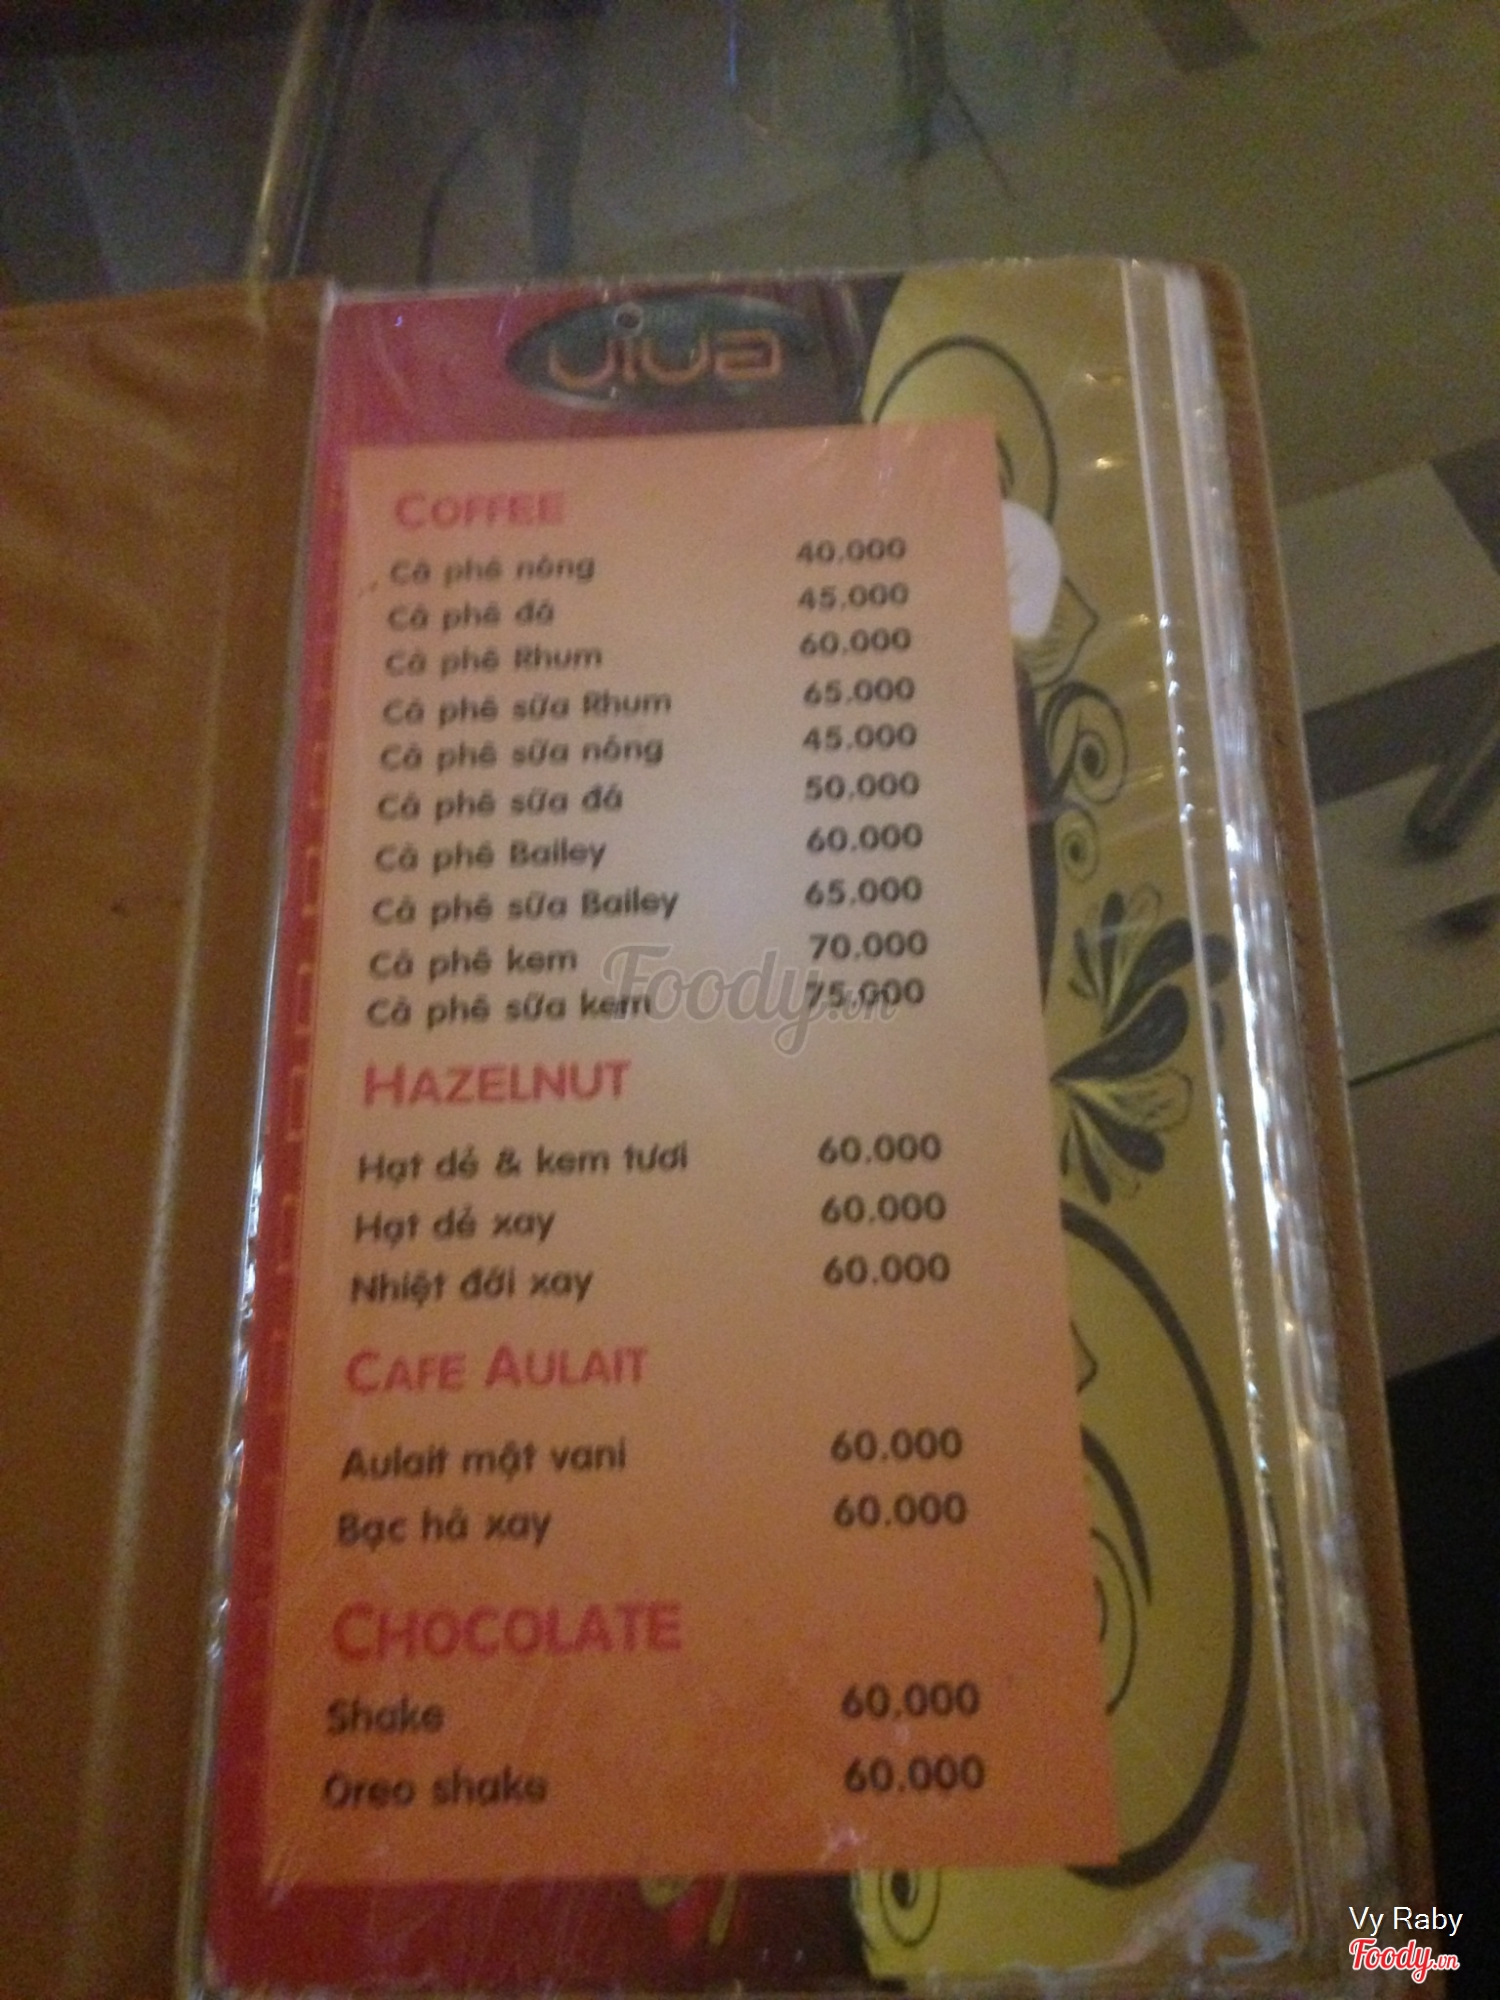 viva
COFFEE
Cà phê nóng 40.000
Cà phê đá 45.000
Cà phê Rhum 60.000
Cà phê sữa Rhum 65.000
Cà phê sữa nóng 45.000
Cà phê sữa đá 50.000
Cà phê Bailey 60.000
Cà phê sữa Bailey 65.000
Cà phê kem 70.000
Cà phê sữa kem 75.000
Foody.vn
HAZELNUT
Hạt dẻ & kem tươi 60.000
Hạt dẻ xay 60.000
Nhiệt đới xay 60.000
CAFE AULAIT
Aulait mật vani 60.000
Bạc hà xay 60.000
CHOCOLATE
Shake 60.000
Oreo shake 60.000
Vy Raby
Foody.vn